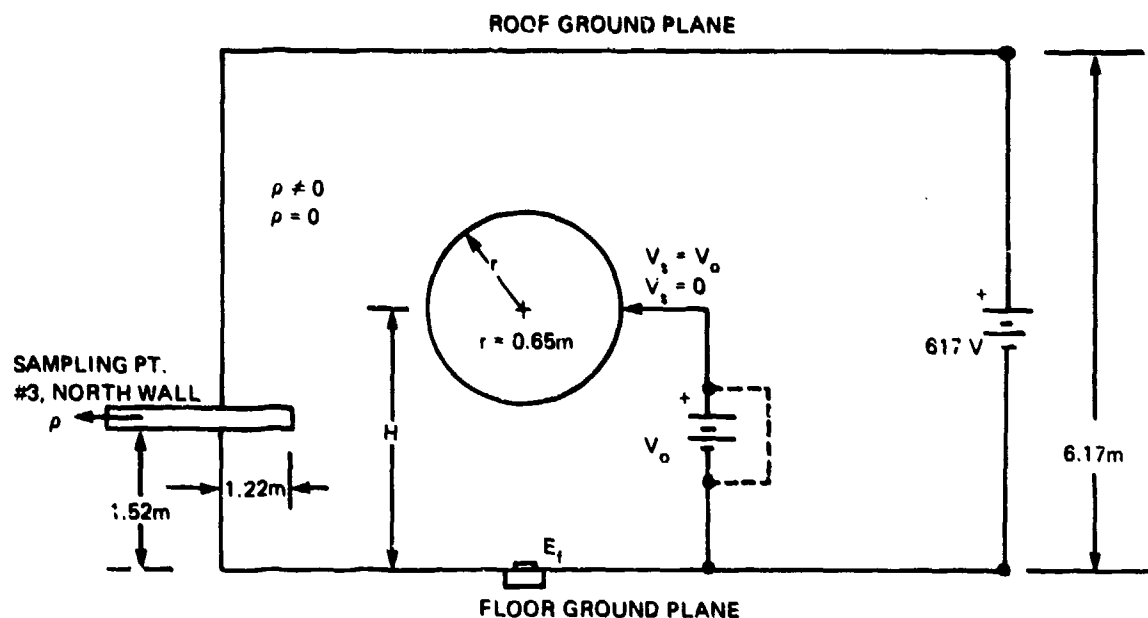 ROOF GROUND PLANE
ρ ≠ 0
ρ = 0
r
r = 0.65m
V_s = V_o
V_s = 0
+
617 V
SAMPLING PT.
#3, NORTH WALL
ρ
H
+
V_o
6.17m
1.22m
1.52m
E_f
FLOOR GROUND PLANE